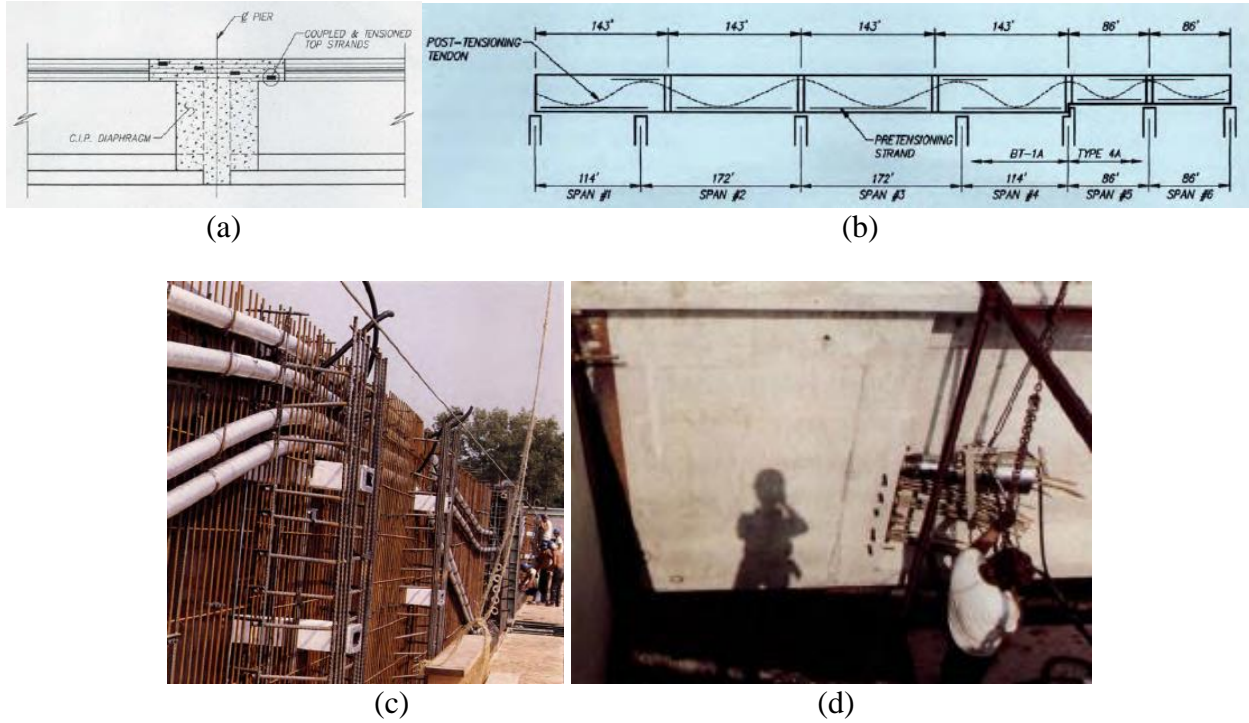 ℄ PIER
COUPLED & TENSIONED
TOP STRANDS
C.I.P. DIAPHRAGM
(a)
143' 143' 143' 143' 86' 86'
POST-TENSIONING
TENDON
PRETENSIONING
STRAND
BT-1A TYPE 4A
114' 172' 172' 114' 86' 86'
SPAN #1 SPAN #2 SPAN #3 SPAN #4 SPAN #5 SPAN #6
(b)
(c)
(d)